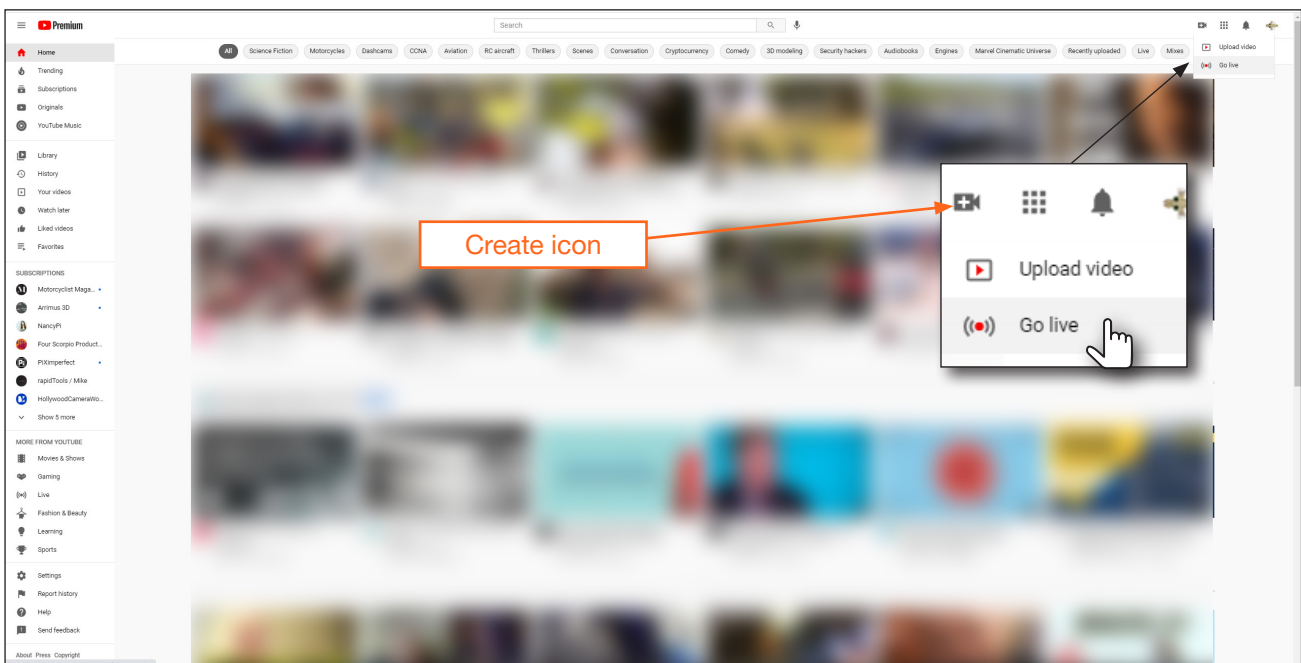 Premium
Search
Home
Trending
Subscriptions
Originals
YouTube Music
Library
History
Your videos
Watch later
Liked videos
Favorites
SUBSCRIPTIONS
Motorcyclist Maga...
Arrimus 3D
NancyPi
Four Scorpio Product...
PiXimperfect
rapidTools / Mike
HollywoodCameraWo...
Show 5 more
MORE FROM YOUTUBE
Movies & Shows
Gaming
Live
Fashion & Beauty
Learning
Sports
Settings
Report history
Help
Send feedback
About Press Copyright
All Science Fiction Motorcycles Dashcams CCNA Aviation RC aircraft Thrillers Scenes Conversation Cryptocurrency Comedy 3D modeling Security hackers Audiobooks Engines Marvel Cinematic Universe Recently uploaded Live Mixes
Upload video
Go live
Create icon
Upload video
Go live